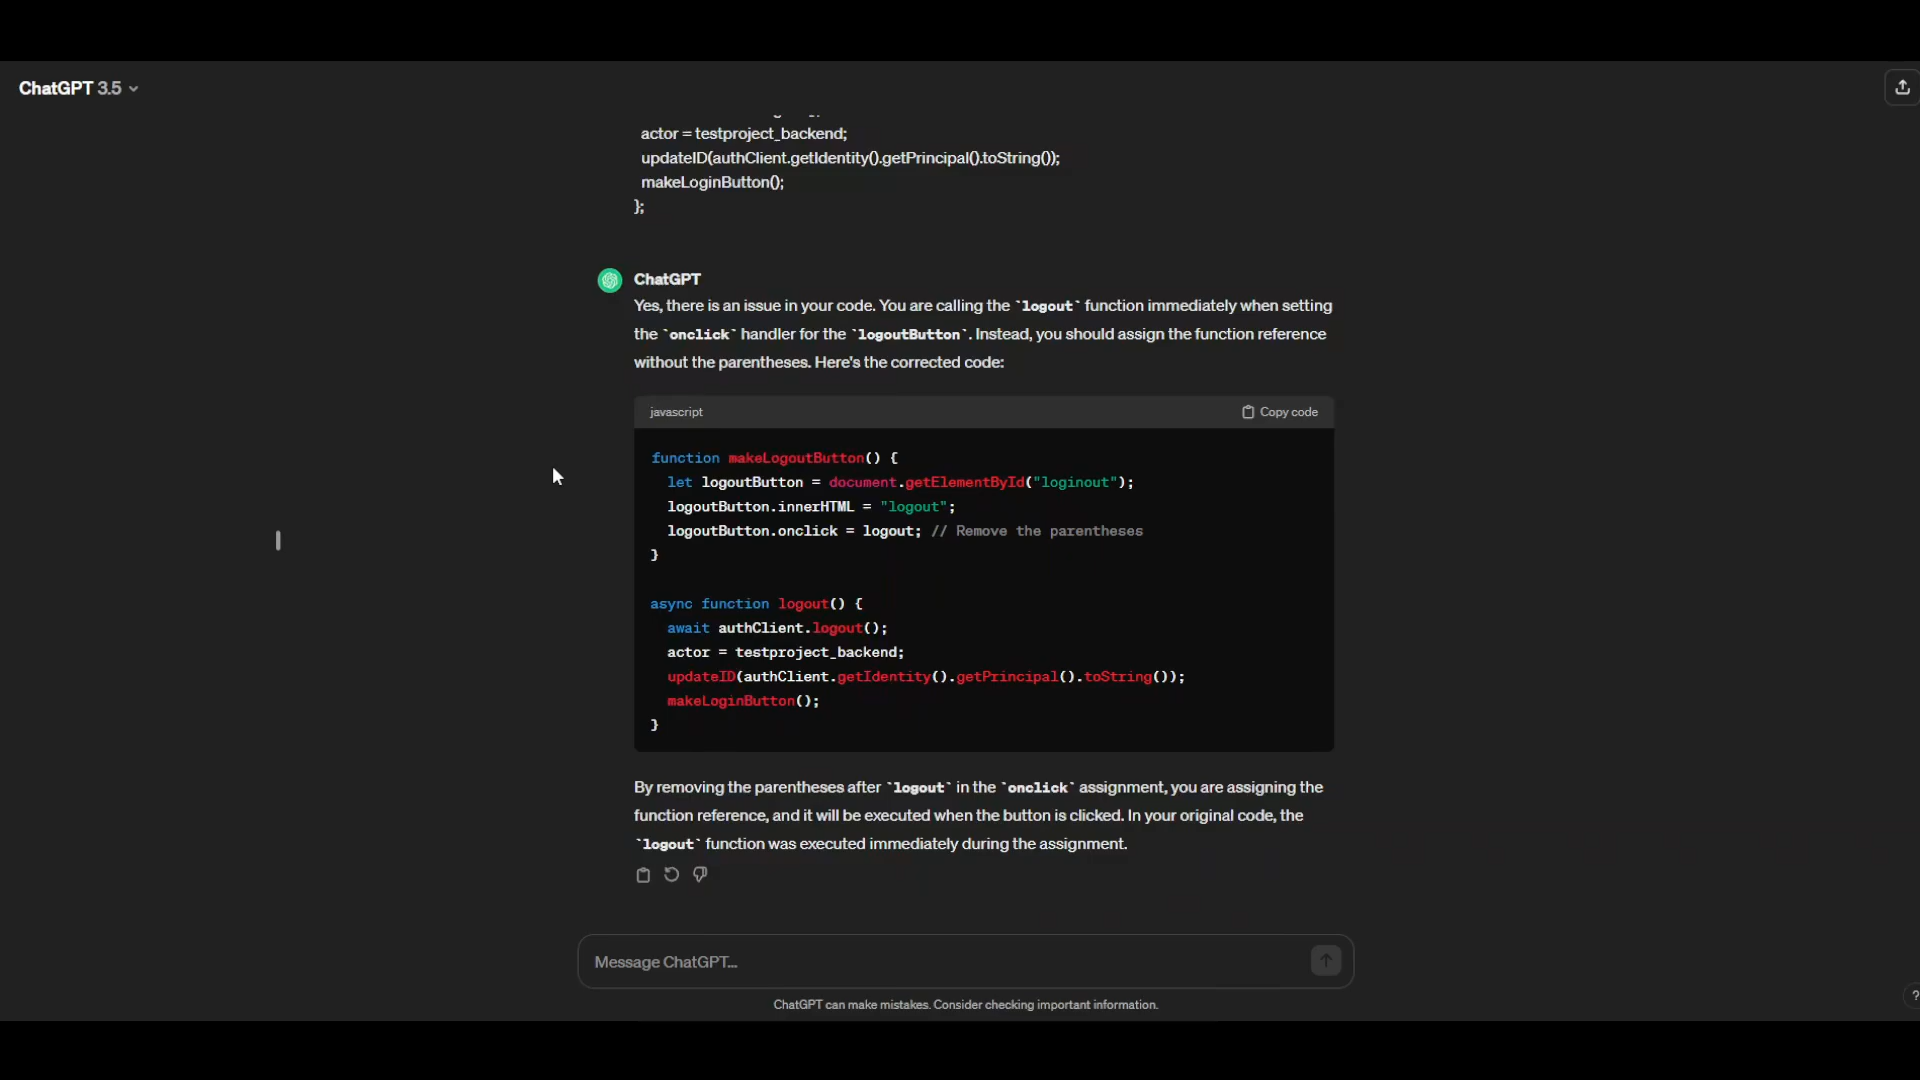 ChatGPT 3.5
actor = testproject_backend;
updateID(authClient.getIdentity().getPrincipal().toString());
makeLoginButton();
};
ChatGPT
Yes, there is an issue in your code. You are calling the `logout` function immediately when setting
the `onclick` handler for the `logoutButton`. Instead, you should assign the function reference
without the parentheses. Here's the corrected code:
javascript
Copy code
function makeLogoutButton() {
  let logoutButton = document.getElementById("loginout");
  logoutButton.innerHTML = "logout";
  logoutButton.onclick = logout; // Remove the parentheses
}
async function logout() {
  await authClient.logout();
  actor = testproject_backend;
  updateID(authClient.getIdentity().getPrincipal().toString());
  makeLoginButton();
}
By removing the parentheses after `logout` in the `onclick` assignment, you are assigning the
function reference, and it will be executed when the button is clicked. In your original code, the
`logout` function was executed immediately during the assignment.
Message ChatGPT...
ChatGPT can make mistakes. Consider checking important information.
?